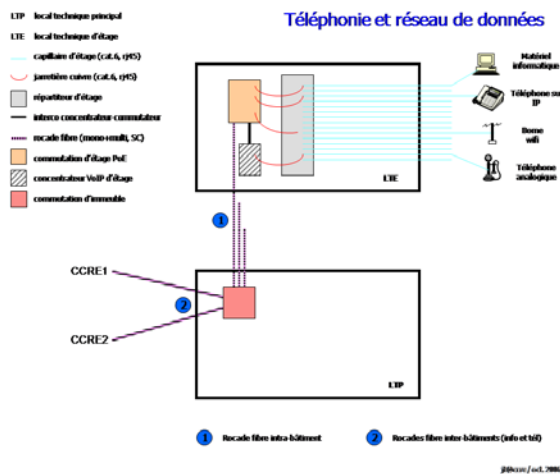 Téléphonie et réseau de données
LTP local technique principal
LTE local technique d'étage
capillaire d'étage (cat.6, rj45)
jarretière cuivre (cat.6, rj45)
répartiteur d'étage
interco concentrateur-commutateur
rocade fibre (mono+multi, SC)
commutation d'étage PoE
concentrateur VoIP d'étage
commutation d'immeuble
Matériel
informatique
Téléphone su
IP
Borne
wifi
Téléphone
analogique
LTE
1
CCRE1
2
CCRE2
LTP
1 Rocade fibre intra-bâtiment
2 Rocades fibre inter-bâtiments (info et tél)